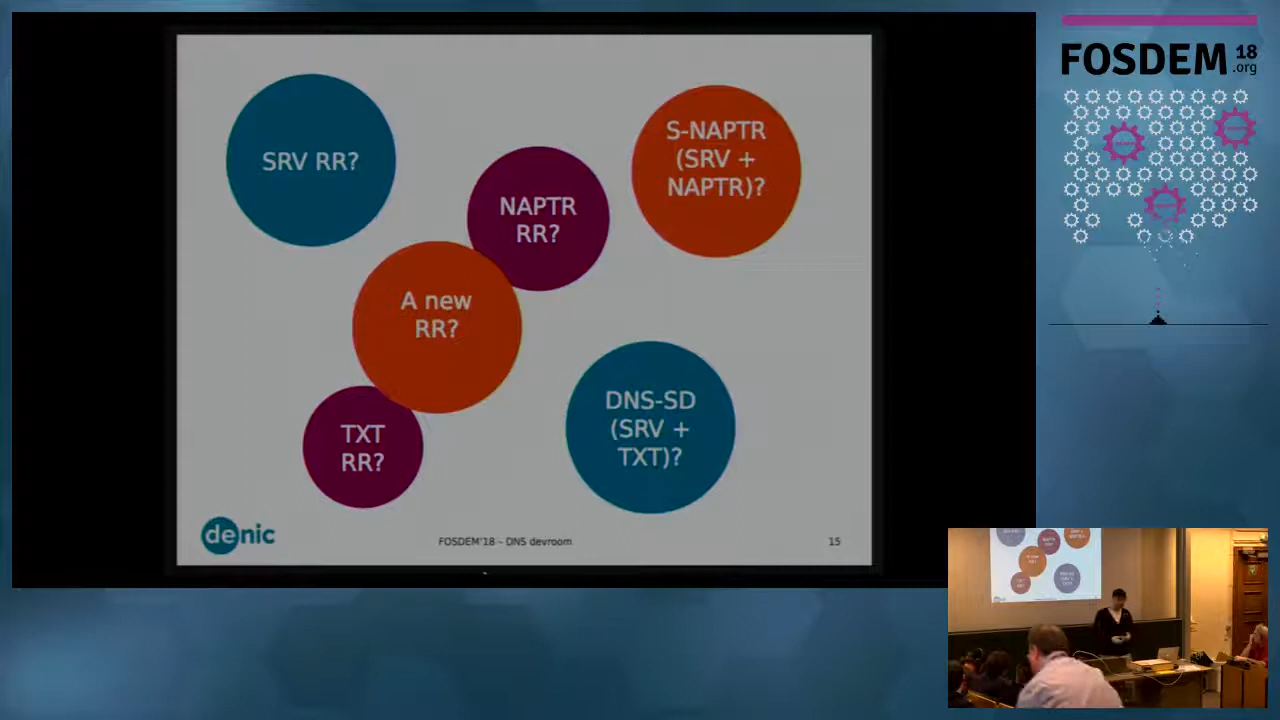 SRV RR?
S-NAPTR
(SRV +
NAPTR)?
NAPTR
RR?
A new
RR?
DNS-SD
(SRV +
TXT)?
TXT
RR?
denic
FOSDEM'18 – DNS devroom
15
FOSDEM 18
.org